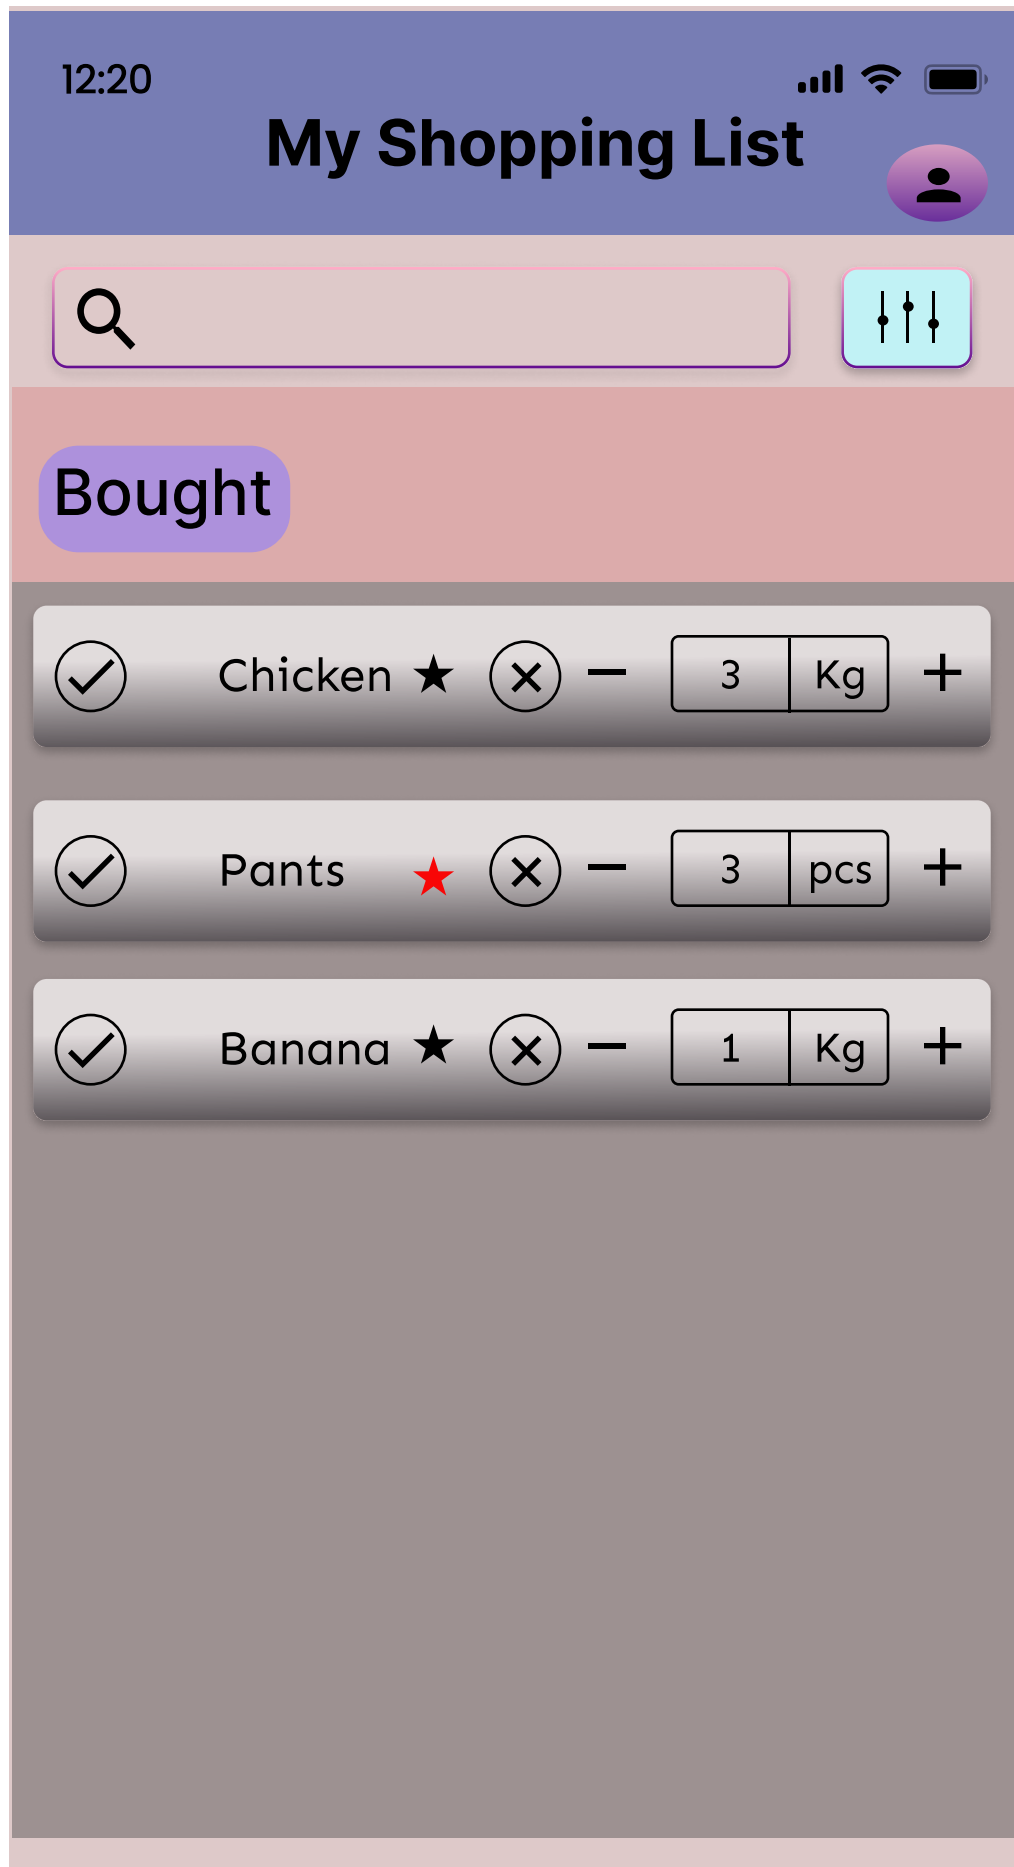 12:20
My Shopping List
Bought
Chicken 3 Kg
Pants 3 pcs
Banana 1 Kg